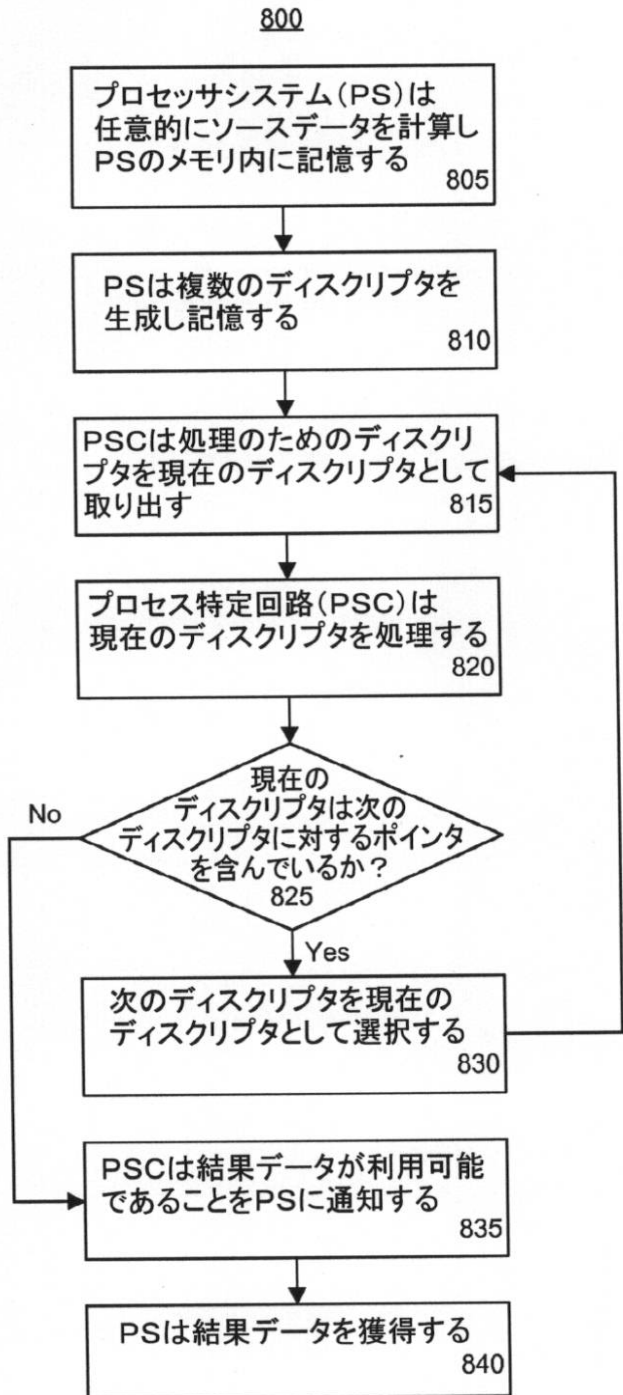 800
プロセッサシステム(PS)は
任意的にソースデータを計算し
PSのメモリ内に記憶する
805
PSは複数のディスクリプタを
生成し記憶する
810
PSCは処理のためのディスクリ
プタを現在のディスクリプタとして
取り出す
815
プロセス特定回路(PSC)は
現在のディスクリプタを処理する
820
現在の
ディスクリプタは次の
ディスクリプタに対するポインタ
を含んでいるか？
825
No
Yes
次のディスクリプタを現在の
ディスクリプタとして選択する
830
PSCは結果データが利用可能
であることをPSに通知する
835
PSは結果データを獲得する
840